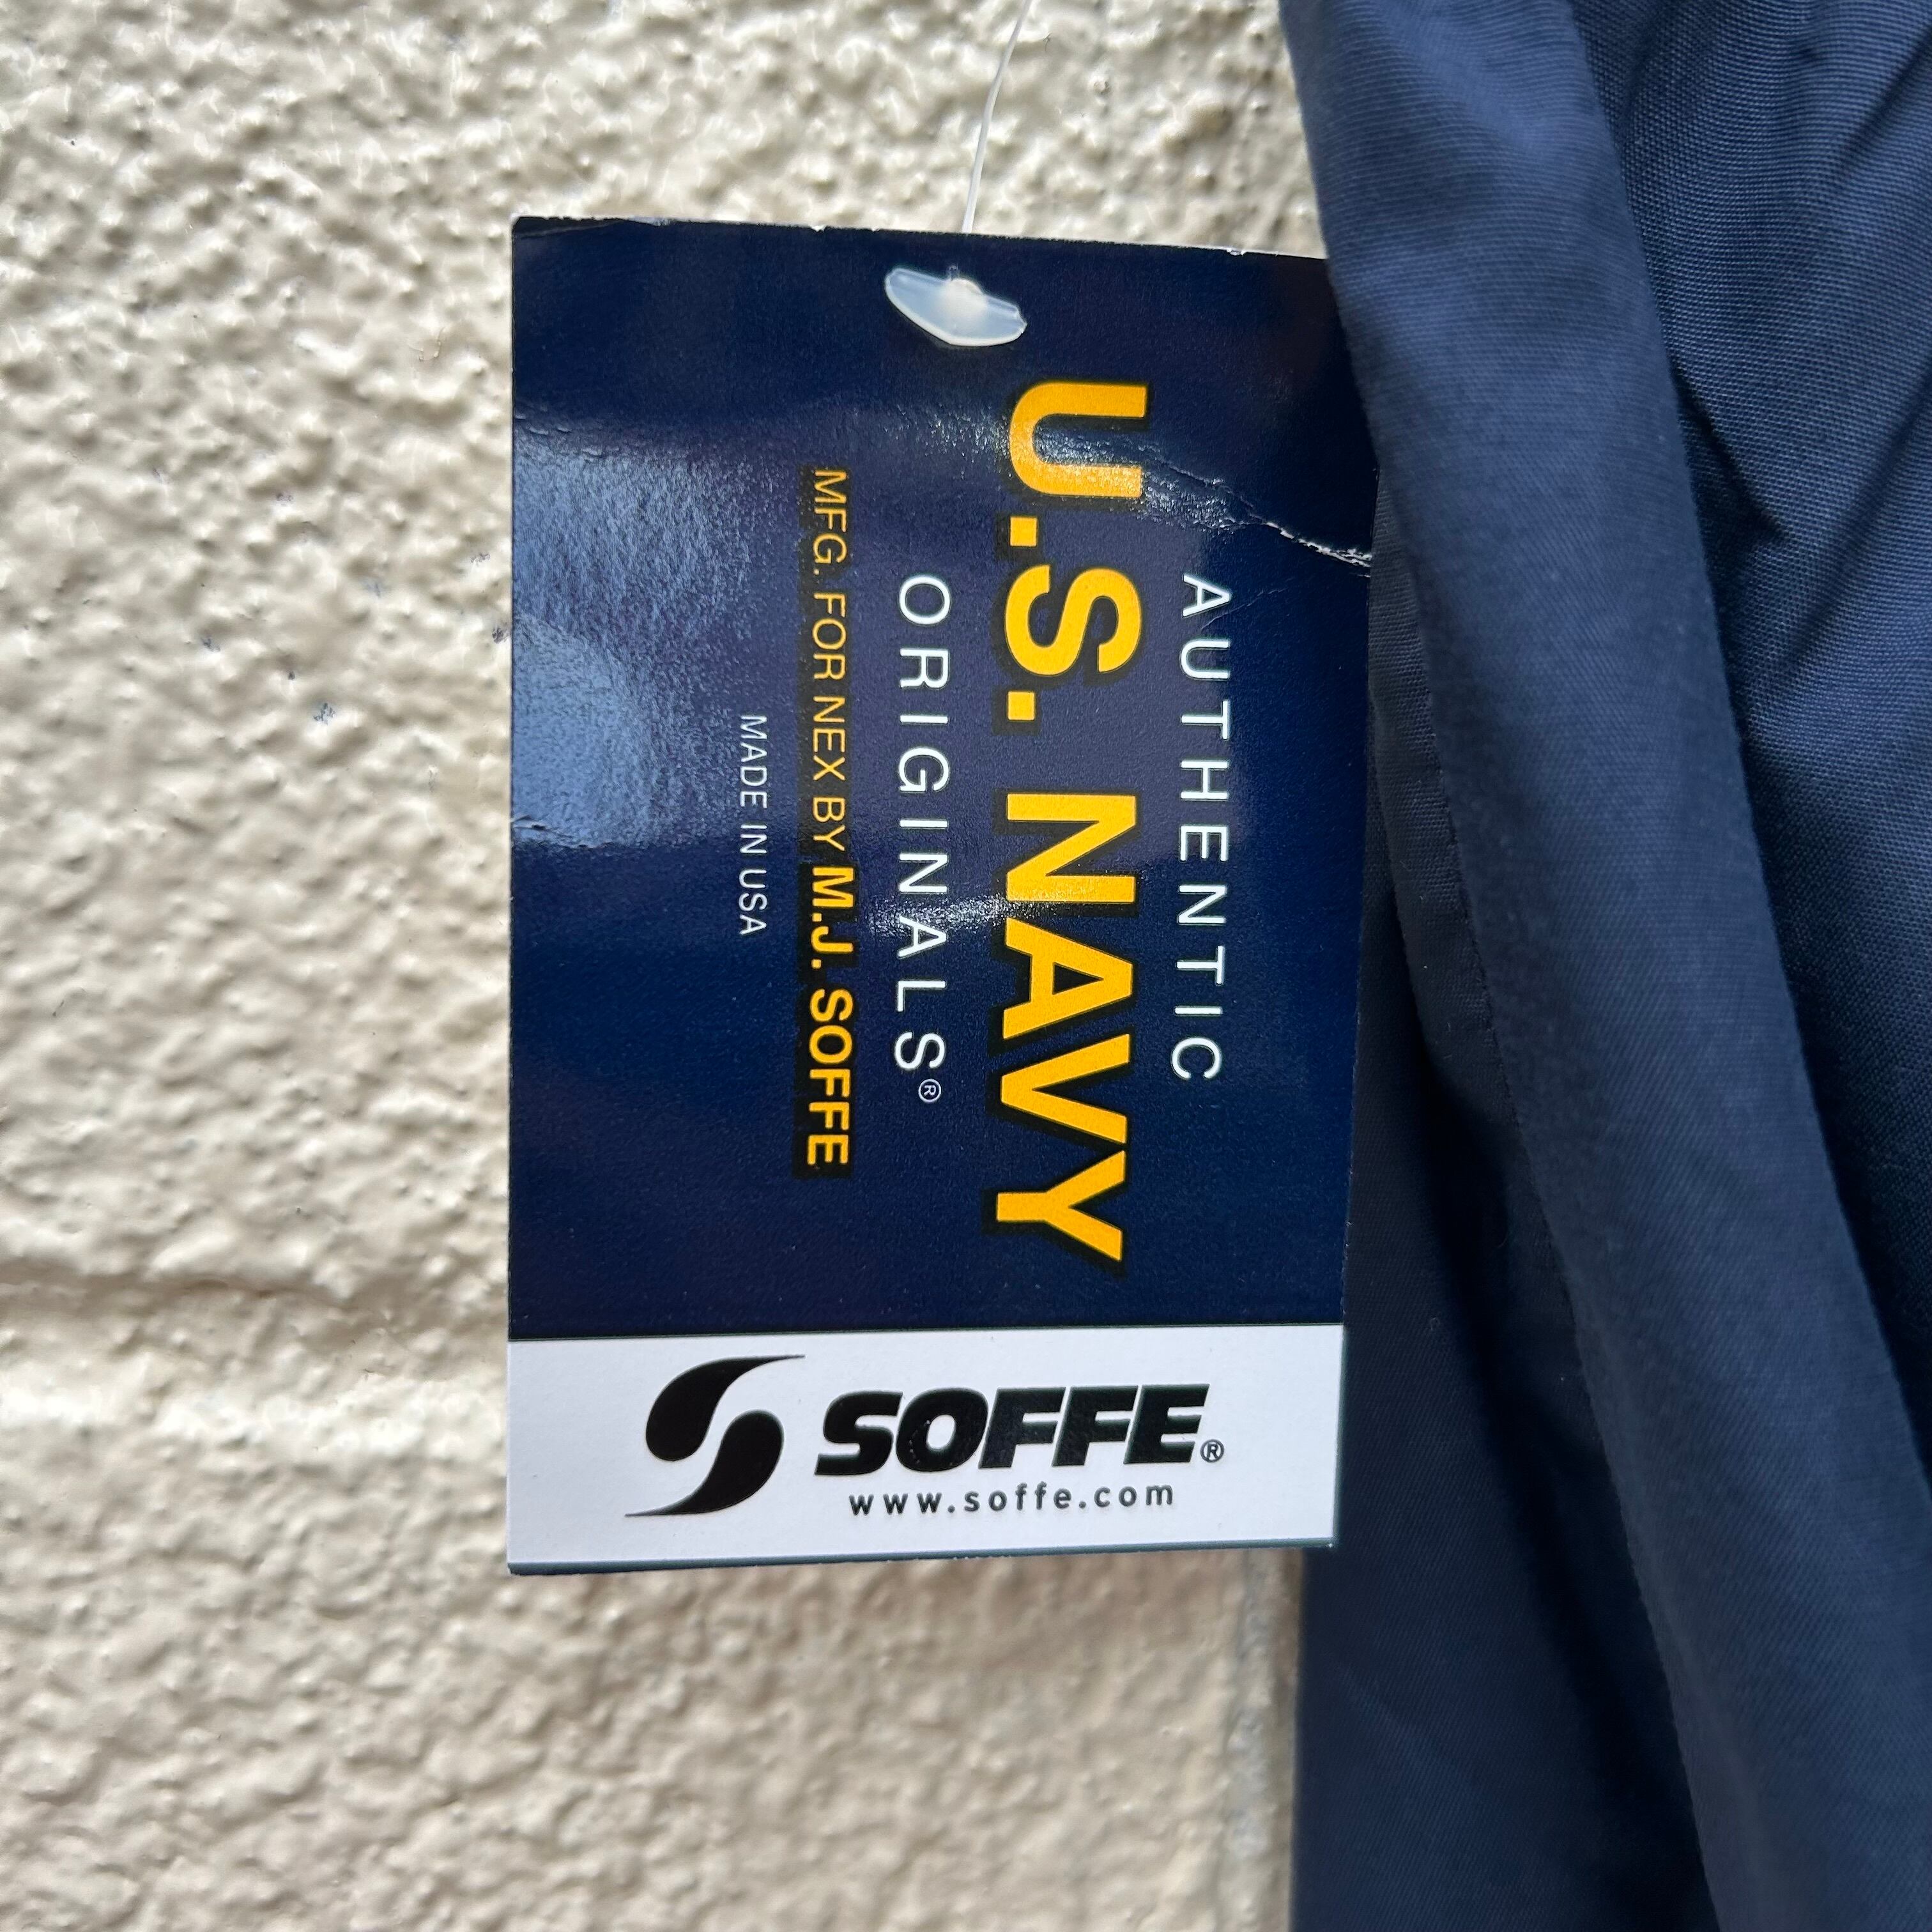 AUTHENTIC
U.S. NAVY
ORIGINALS®
MFG. FOR NEX BY M.J. SOFFE
MADE IN USA
SOFFE®
www.soffe.com